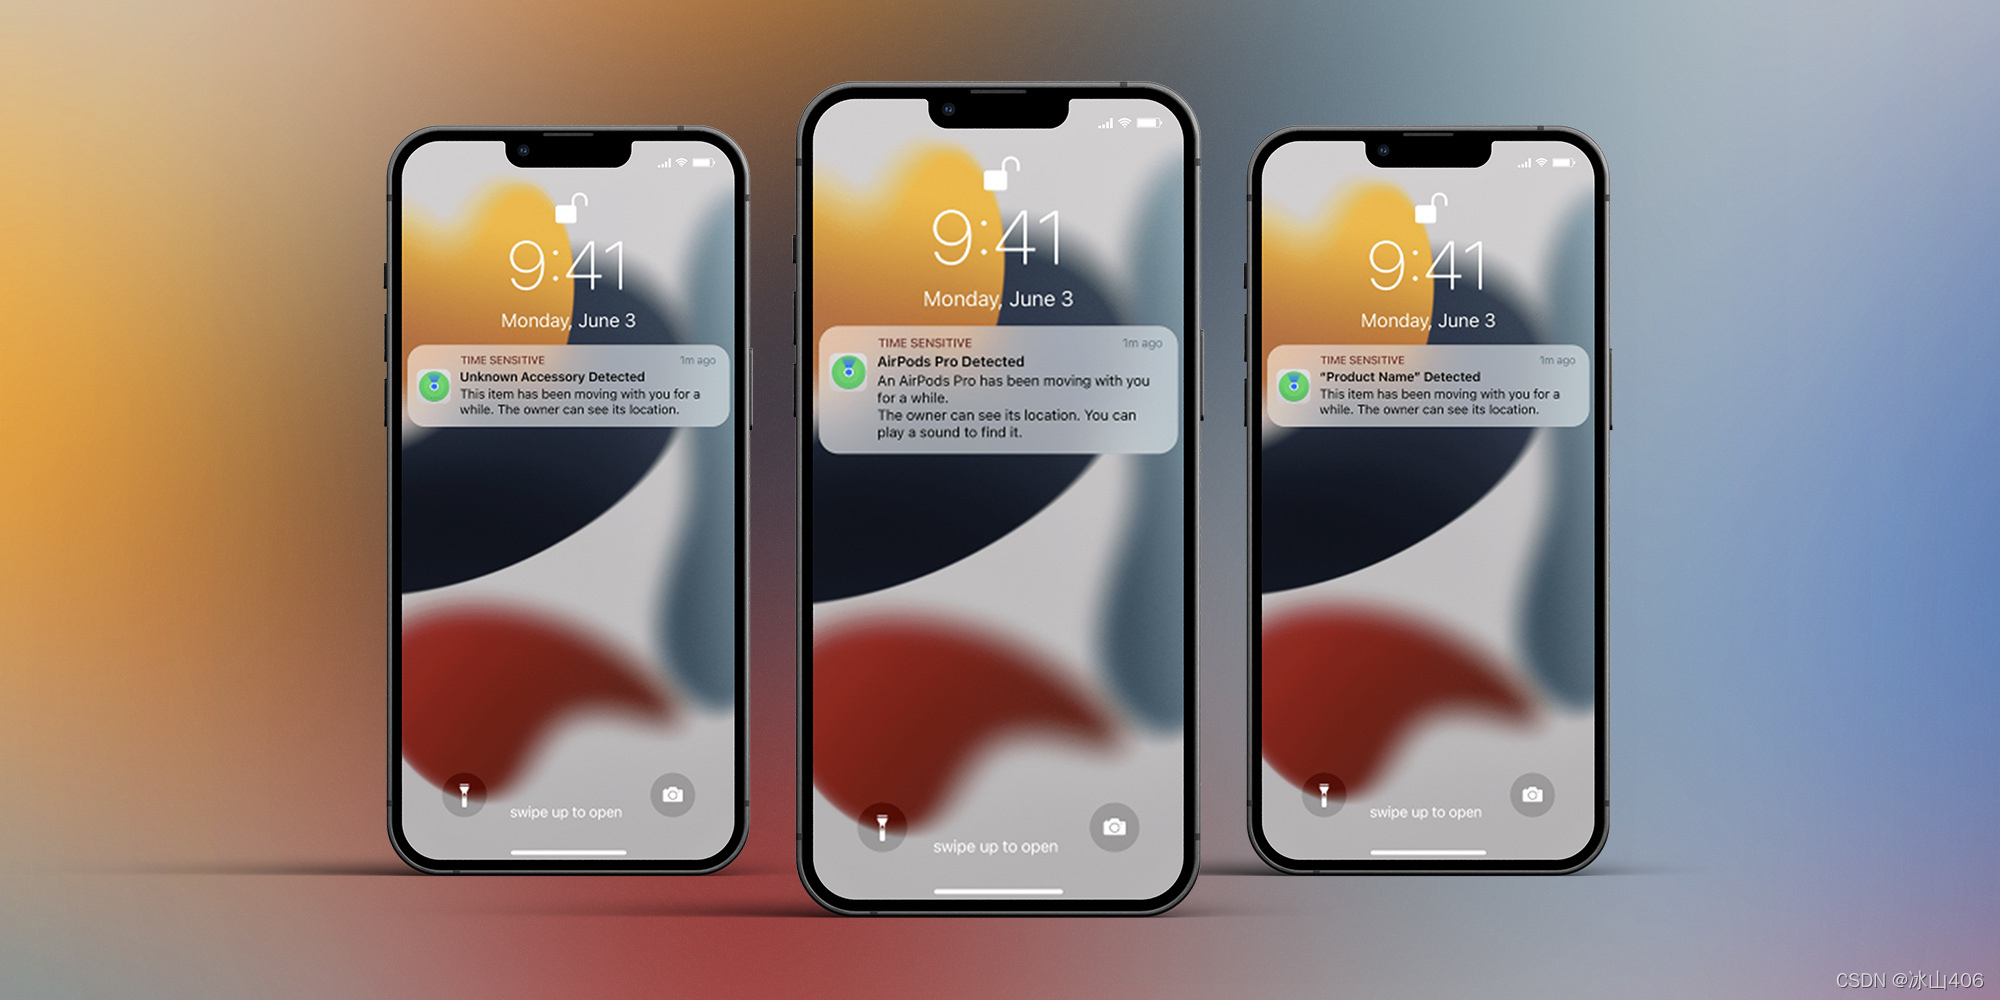 9:41
Monday, June 3
TIME SENSITIVE
1m ago
Unknown Accessory Detected
This item has been moving with you for a
while. The owner can see its location.
swipe up to open
9:41
Monday, June 3
TIME SENSITIVE
1m ago
AirPods Pro Detected
An AirPods Pro has been moving with you
for a while.
The owner can see its location. You can
play a sound to find it.
swipe up to open
9:41
Monday, June 3
TIME SENSITIVE
1m ago
“Product Name” Detected
This item has been moving with you for a
while. The owner can see its location.
swipe up to open
CSDN @冰山406